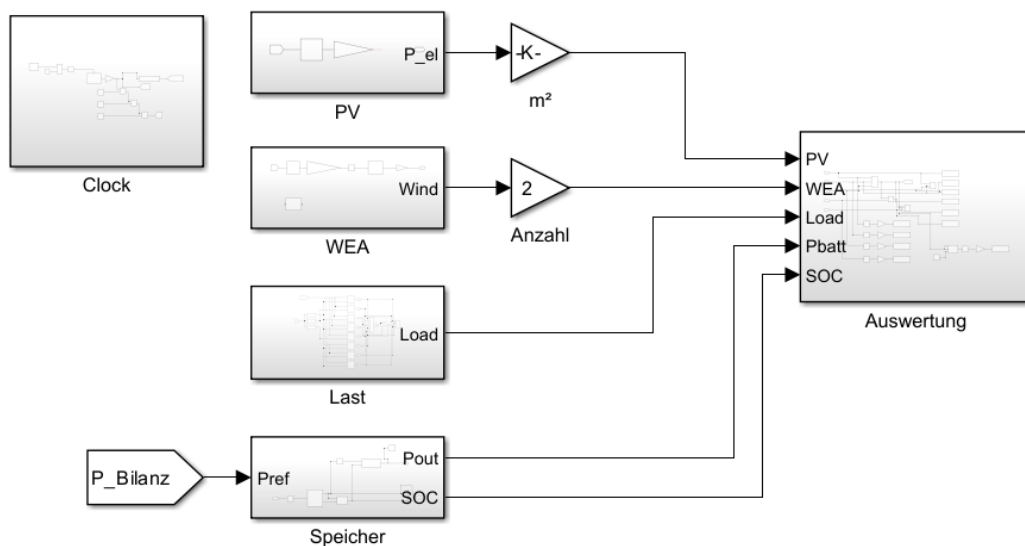 Clock
P_el
PV
-K-
m²
Wind
WEA
2
Anzahl
Load
Last
P_Bilanz
Pref
Pout
SOC
Speicher
PV
WEA
Load
Pbatt
SOC
Auswertung